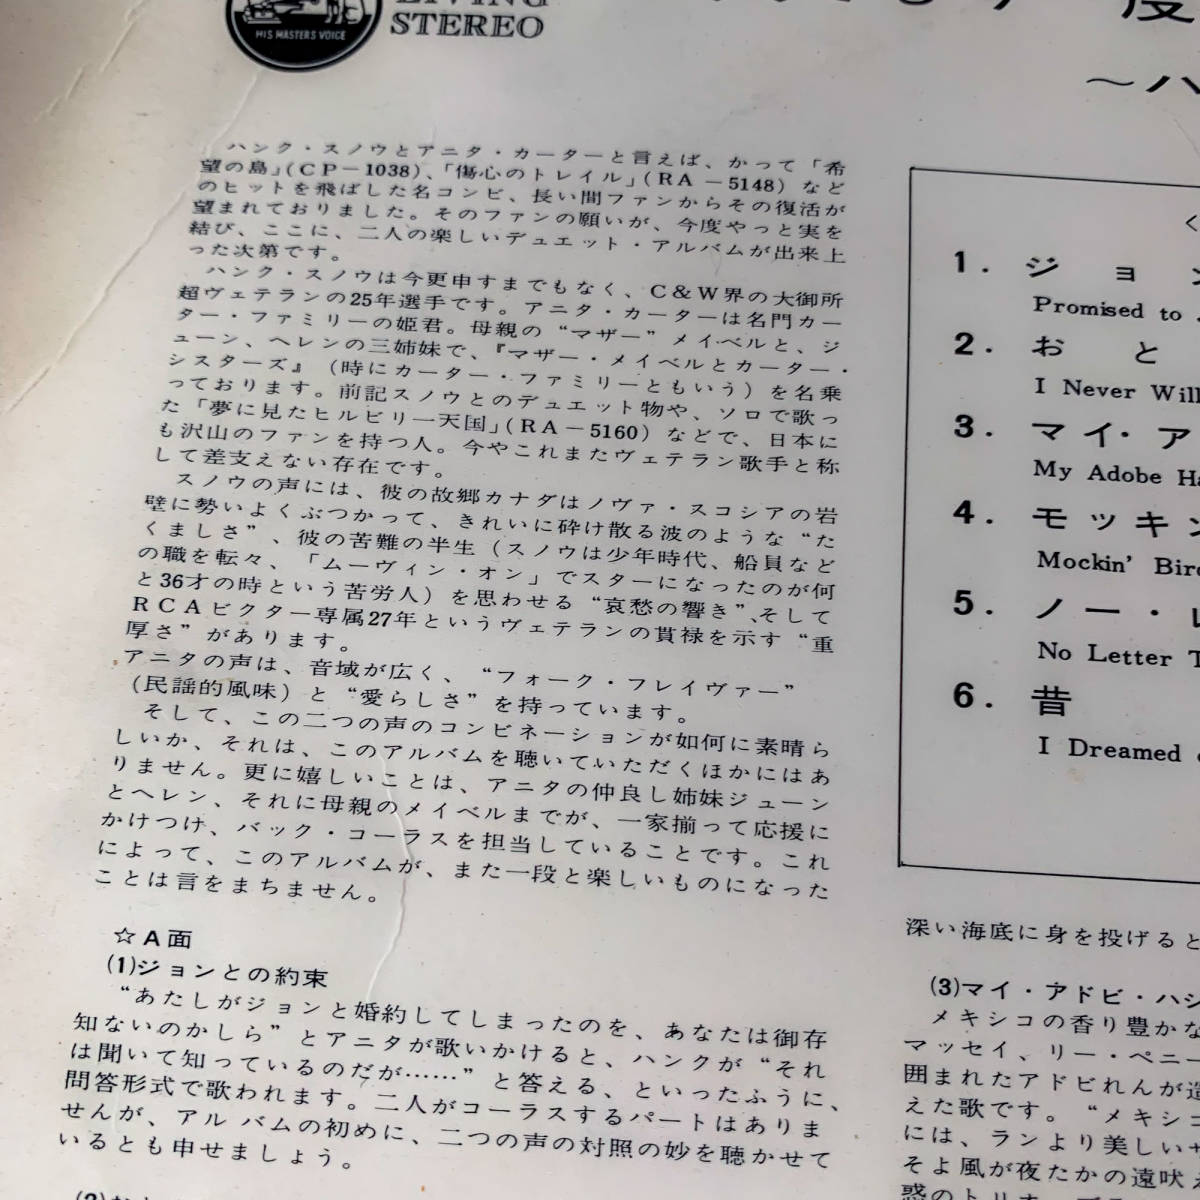 HIS MASTERS VOICE
LIVING
STEREO
度
〜ハ
ハンク・スノウとアニタ・カーターと言えば、かって「希
望の島」(CP−1038)、「傷心のトレイル」(RA−5148)など
のヒットを飛ばした名コンビ、長い間ファンからその復活が
望まれておりました。そのファンの願いが、今度やっと実を
結び、ここに、二人の楽しいデュエット・アルバムが出来上
った次第です。
ハンク・スノウは今更申すまでもなく、C&W界の大御所
超ヴェテランの25年選手です。アニタ・カーターは名門カー
ター・ファミリーの姫君。母親の“マザー”メイベルと、ジ
ューン、ヘレンの三姉妹で、『マザー・メイベルとカーター・
シスターズ』(時にカーター・ファミリーともいう)を名乗
っております。前記スノウとのデュエット物や、ソロで歌っ
た「夢に見たヒルビリー天国」(RA−5160)などで、日本に
も沢山のファンを持つ人。今やこれまたヴェテラン歌手と称
して差支えない存在です。
スノウの声には、彼の故郷カナダはノヴァ・スコシアの岩
壁に勢いよくぶつかって、きれいに砕け散る波のような“た
くましさ”、彼の苦難の半生(スノウは少年時代、船員など
の職を転々、「ムーヴィン・オン」でスターになったのが何
と36才の時という苦労人)を思わせる“哀愁の響き”、そして
RCAビクター専属27年というヴェテランの貫禄を示す“重
厚さ”があります。
アニタの声は、音域が広く、“フォーク・フレイヴァー”
(民謡的風味)と“愛らしさ”を持っています。
そして、この二つの声のコンビネーションが如何に素晴ら
しいか、それは、このアルバムを聴いていただくほかにはあ
りません。更に嬉しいことは、アニタの仲良し姉妹ジューン
とヘレン、それに母親のメイベルまでが、一家揃って応援に
かけつけ、バック・コーラスを担当していることです。これ
によって、このアルバムが、また一段と楽しいものになった
ことは言をまちません。
☆A面
(1)ジョンとの約束
“あたしがジョンと婚約してしまったのを、あなたは御存
知ないのかしら”とアニタが歌いかけると、ハンクが“それ
は聞いて知っているのだが……”と答える、といったふうに、
問答形式で歌われます。二人がコーラスするパートはありま
せんが、アル バムの初めに、二つの声の対照の妙を聴かせて
いるとも申せましょう。
1. ジョン
Promised to
2. おと
I Never Will
3. マイ・ア
My Adobe Ha
4. モッキン
Mockin' Bird
5. ノー・レ
No Letter T
6. 昔
I Dreamed
深い海底に身を投げると
(3)マイ・アドビ・ハシ
メキシコの香り豊かな
マッセイ、リー・ペニー
囲まれたアドビれんが造
えた歌です。“メキシコ
には、ランより美しいサ
そよ風が夜たかの遠吠え